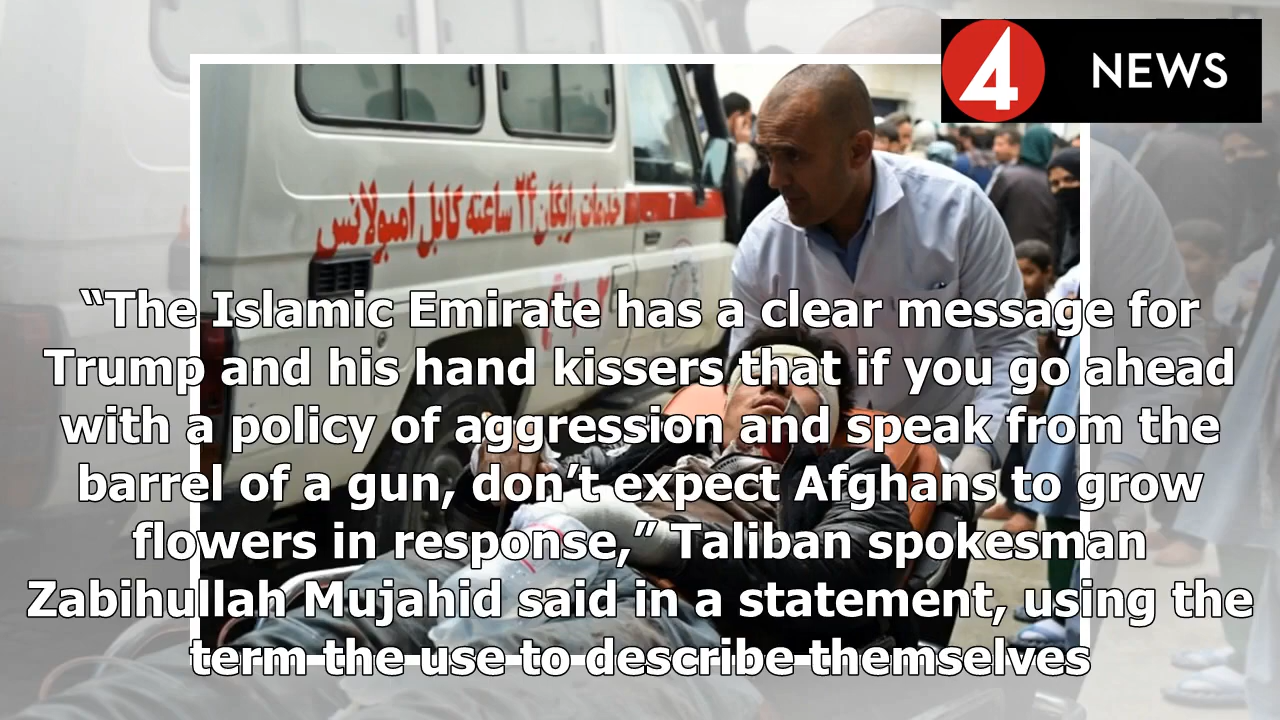 4 NEWS
خدمات رایگان ۲۴ ساعته کابل امبولانس
“The Islamic Emirate has a clear message for
Trump and his hand kissers that if you go ahead
with a policy of aggression and speak from the
barrel of a gun, don’t expect Afghans to grow
flowers in response,” Taliban spokesman
Zabihullah Mujahid said in a statement, using the
term the use to describe themselves